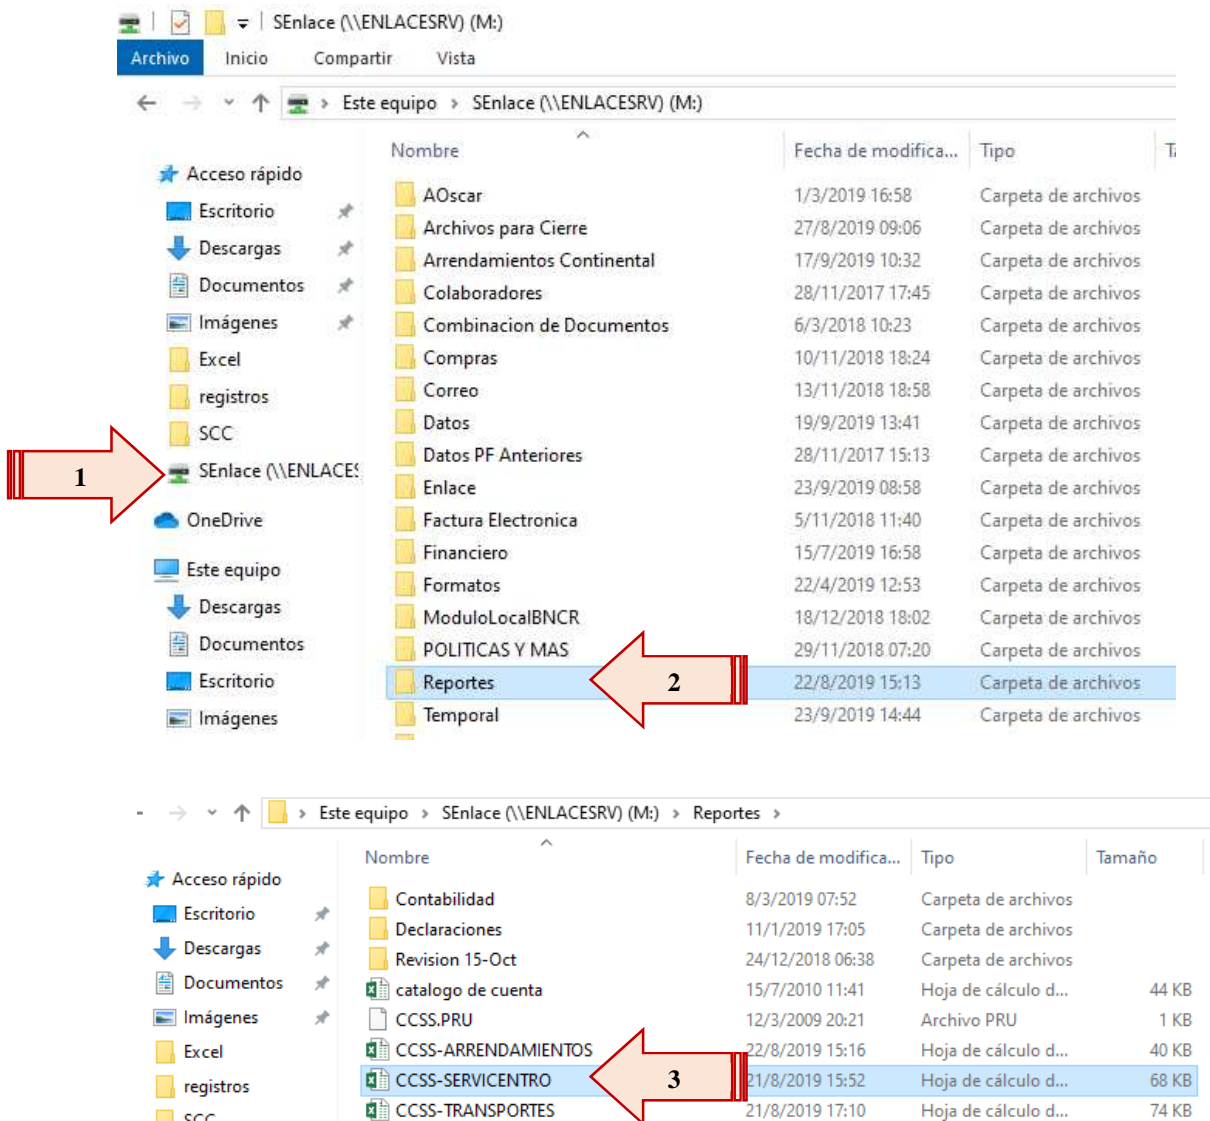 SEnlace (\\ENLACESRV) (M:)
Archivo Inicio Compartir Vista
Este equipo > SEnlace (\\ENLACESRV) (M:)
Nombre Fecha de modifica... Tipo
Acceso rápido
Escritorio
Descargas
Documentos
Imágenes
Excel
registros
SCC
SEnlace (\\ENLACES
OneDrive
Este equipo
Descargas
Documentos
Escritorio
Imágenes
1
AOscar 1/3/2019 16:58 Carpeta de archivos
Archivos para Cierre 27/8/2019 09:06 Carpeta de archivos
Arrendamientos Continental 17/9/2019 10:32 Carpeta de archivos
Colaboradores 28/11/2017 17:45 Carpeta de archivos
Combinacion de Documentos 6/3/2018 10:23 Carpeta de archivos
Compras 10/11/2018 18:24 Carpeta de archivos
Correo 13/11/2018 18:58 Carpeta de archivos
Datos 19/9/2019 13:41 Carpeta de archivos
Datos PF Anteriores 28/11/2017 15:13 Carpeta de archivos
Enlace 23/9/2019 08:58 Carpeta de archivos
Factura Electronica 5/11/2018 11:40 Carpeta de archivos
Financiero 15/7/2019 16:58 Carpeta de archivos
Formatos 22/4/2019 12:53 Carpeta de archivos
ModuloLocalBNCR 18/12/2018 18:02 Carpeta de archivos
POLITICAS Y MAS 29/11/2018 07:20 Carpeta de archivos
Reportes 2 22/8/2019 15:13 Carpeta de archivos
Temporal 23/9/2019 14:44 Carpeta de archivos
Este equipo > SEnlace (\\ENLACESRV) (M:) > Reportes >
Nombre Fecha de modifica... Tipo Tamaño
Acceso rápido
Escritorio
Descargas
Documentos
Imágenes
Excel
registros
SCC
Contabilidad 8/3/2019 07:52 Carpeta de archivos
Declaraciones 11/1/2019 17:05 Carpeta de archivos
Revision 15-Oct 24/12/2018 06:38 Carpeta de archivos
catalogo de cuenta 15/7/2010 11:41 Hoja de cálculo d... 44 KB
CCSS.PRU 12/3/2009 20:21 Archivo PRU 1 KB
CCSS-ARRENDAMIENTOS 22/8/2019 15:16 Hoja de cálculo d... 40 KB
CCSS-SERVICENTRO 3 21/8/2019 15:52 Hoja de cálculo d... 68 KB
CCSS-TRANSPORTES 21/8/2019 17:10 Hoja de cálculo d... 74 KB